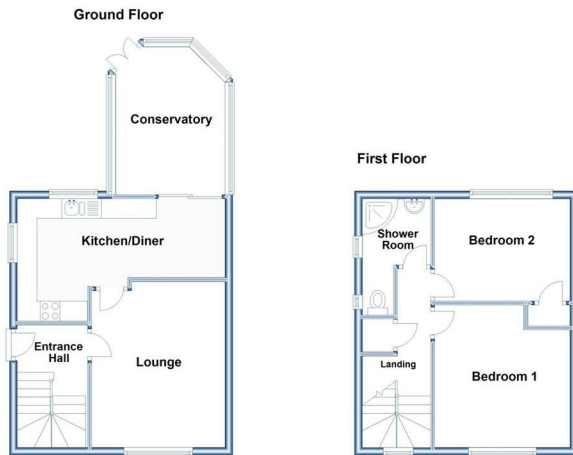 Ground Floor
Conservatory
Kitchen/Diner
Entrance
Hall
Lounge
First Floor
Shower
Room
Bedroom 2
Landing
Bedroom 1